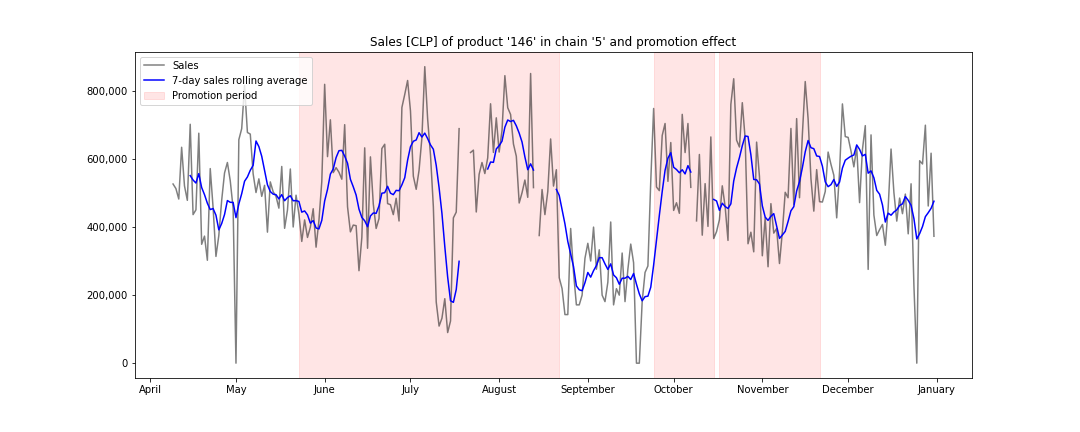 Sales [CLP] of product '146' in chain '5' and promotion effect
Sales
7-day sales rolling average
Promotion period
800,000
600,000
400,000
200,000
0
April May June July August September October November December January